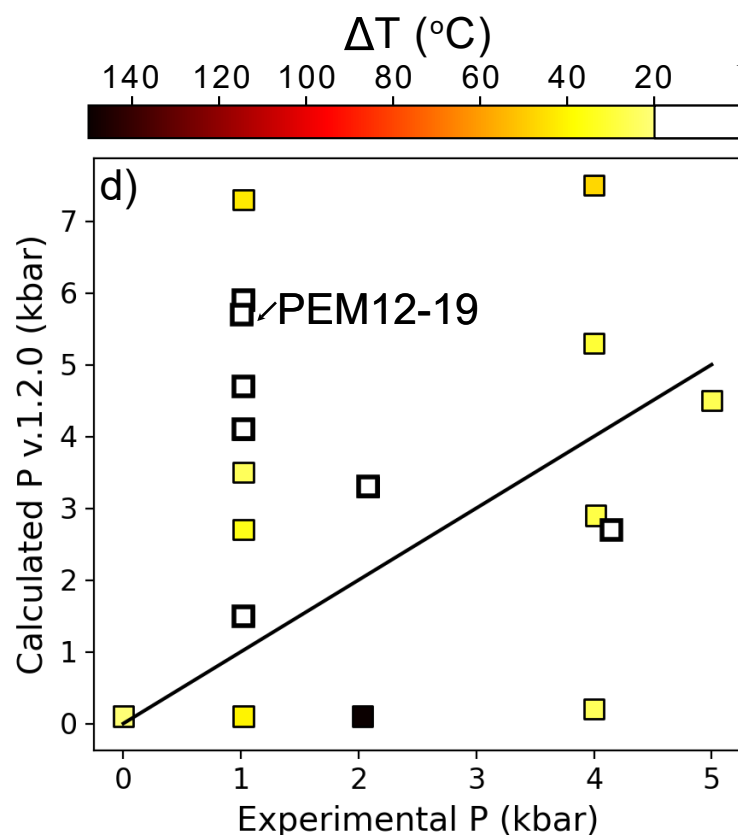 ΔT (°C)
140 120 100 80 60 40 20
d)
7
6
5
4
3
2
1
0
PEM12-19
Calculated P v.1.2.0 (kbar)
0 1 2 3 4 5
Experimental P (kbar)